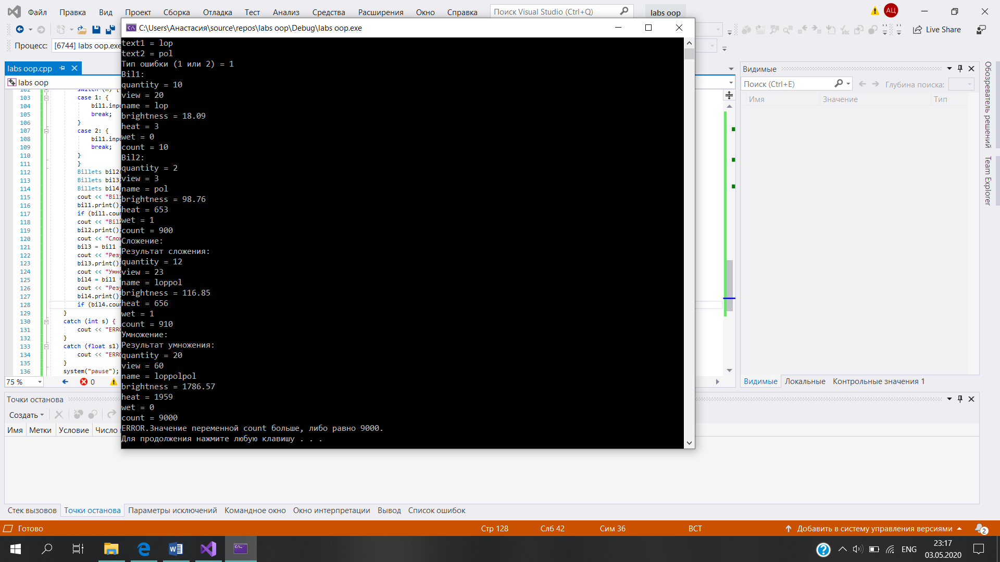 Файл Правка Вид Проект Сборка Отладка Тест Анализ Средства Расширения Окно Справка Поиск Visual Studio (Ctrl+Q) labs oop АЦ
C:\Users\Анастасия\source\repos\labs oop\Debug\labs oop.exe
Live Share
Процесс: [6744] labs oop.exe
labs oop.cpp
labs oop
text1 = lop
text2 = pol
Тип ошибки (1 или 2) = 1
Bil1:
quantity = 10
view = 20
name = lop
brightness = 18.09
heat = 3
wet = 0
count = 10
Bil2:
quantity = 2
view = 3
name = pol
brightness = 98.76
heat = 653
wet = 1
count = 900
Сложение:
Результат сложения:
quantity = 12
view = 23
name = loppol
brightness = 116.85
heat = 656
wet = 1
count = 910
Умножение:
Результат умножения:
quantity = 20
view = 60
name = loppolpol
brightness = 1786.57
heat = 1959
wet = 0
count = 9000
ERROR.Значение переменной count больше, либо равно 9000.
Для продолжения нажмите любую клавишу . . .
103 case 1: {
104 bil1.inpu
105 break;
106 }
107 case 2: {
108 bil1.inpu
109 break;
110 }
111 }
112 Billets bil2
113 Billets bil3
114 Billets bil4
115 cout << "Bil1
116 bil1.print();
117 if (bil1.coun
118 cout << "Bil2
119 bil2.print();
120 cout << "Слож
121 bil3 = bil1
122 cout << "Резу
123 bil3.print();
124 cout << "Умно
125 bil4 = bil1
126 cout << "Резу
127 bil4.print();
128 if (bil4.coun
129 }
130 catch (int s) {
131 cout << "ERRO
132 }
133 catch (float s1)
134 cout << "ERRO
135 }
136 system("pause");
75 % 0
Видимые
Поиск (Ctrl+E) Глубина поиска:
Имя Значение Тип
Видимые Локальные Контрольные значения 1
Обозреватель решений
Team Explorer
Точки останова
Создать
Имя Метки Условие Число
Стек вызовов Точки останова Параметры исключений Командное окно Окно интерпретации Вывод Список ошибок
Готово Стр 128 Слб 42 Сим 36 ВСТ Добавить в систему управления версиями 2
ENG 23:17
03.05.2020